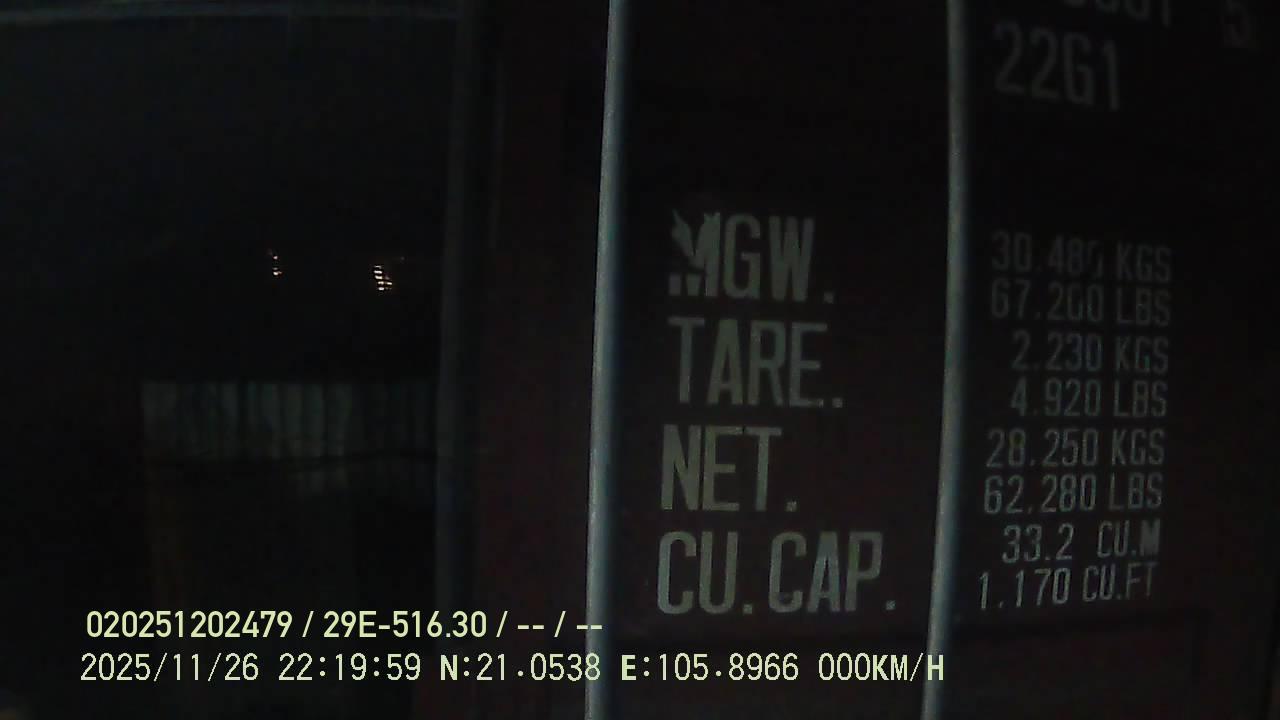 22G1
MGW. 30.480 KGS
67.200 LBS
TARE. 2.230 KGS
4.920 LBS
NET. 28.250 KGS
62.280 LBS
CU.CAP. 33.2 CU.M
1.170 CU.FT
020251202479 / 29E-516.30 / -- / --
2025/11/26 22:19:59 N:21.0538 E:105.8966 000KM/H